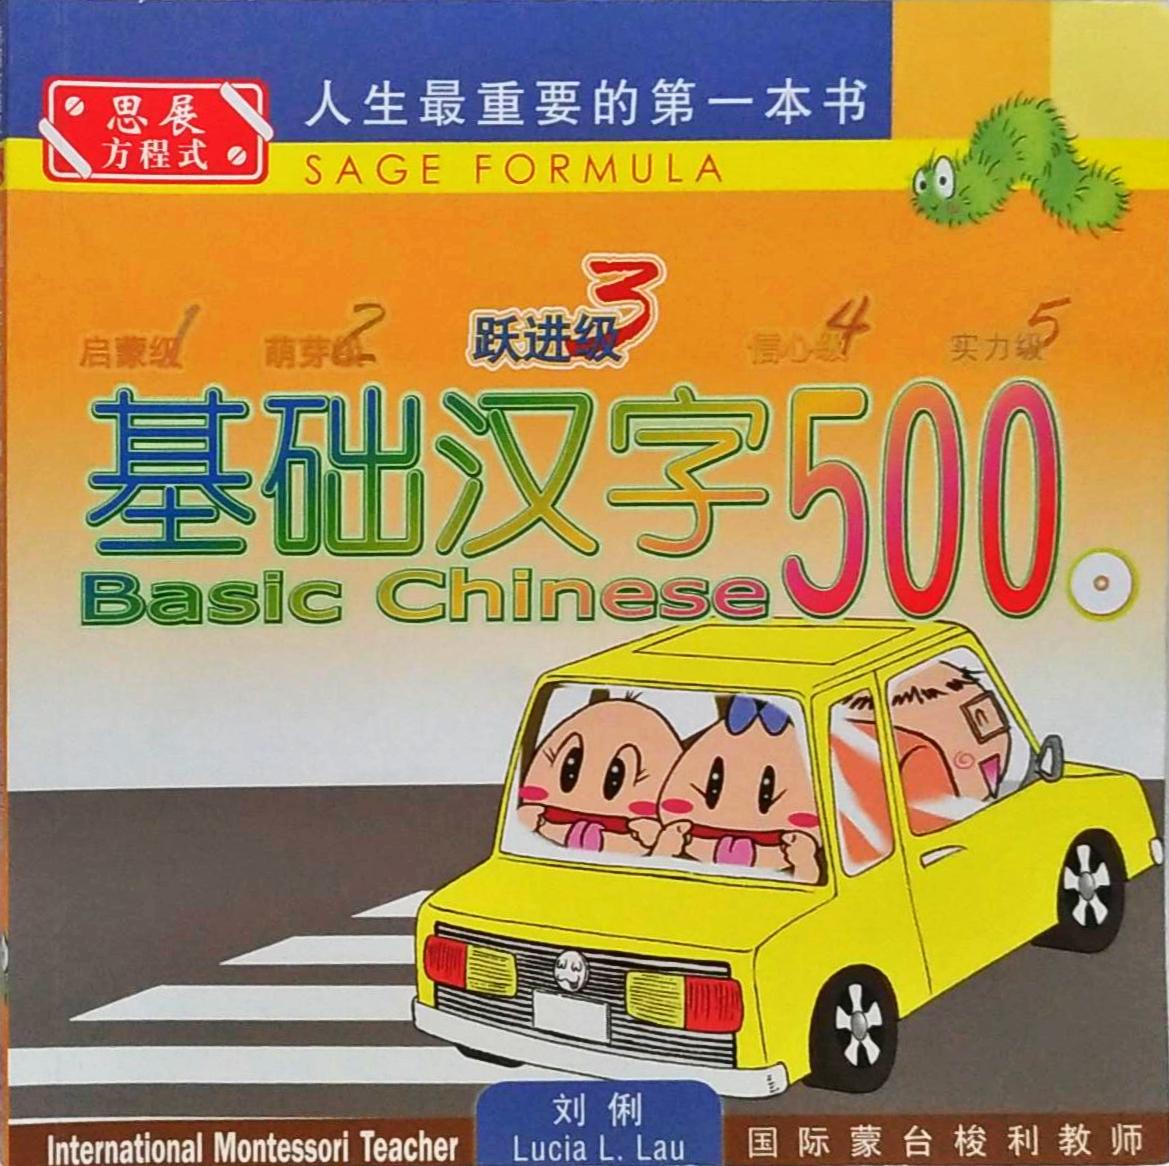 思展
方程式
人生最重要的第一本书
SAGE FORMULA
启蒙级1
萌芽级2
跃进级3
信心级4
实力级5
基础汉字500
Basic Chinese
刘俐
Lucia L. Lau
International Montessori Teacher
国际蒙台梭利教师